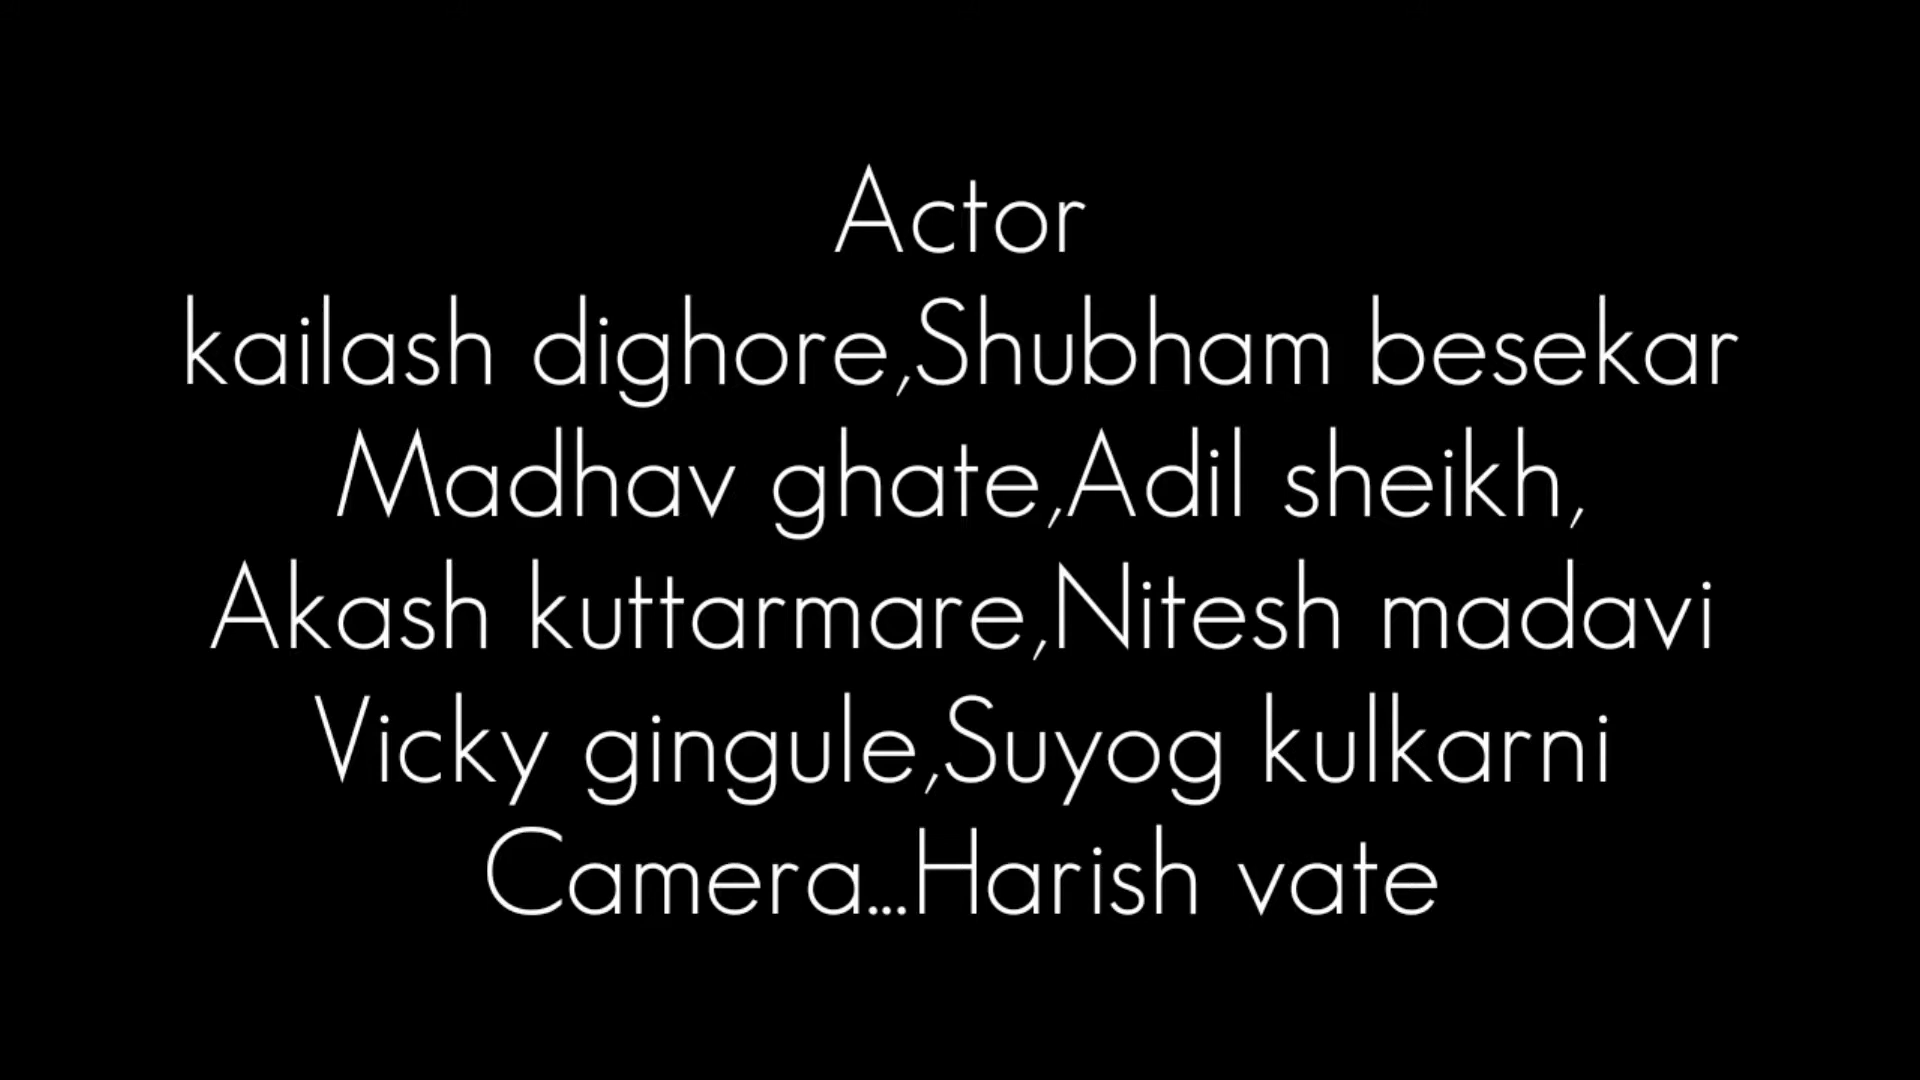 Actor
kailash dighore,Shubham besekar
Madhav ghate,Adil sheikh,
Akash kuttarmare,Nitesh madavi
Vicky gingule,Suyog kulkarni
Camera...Harish vate